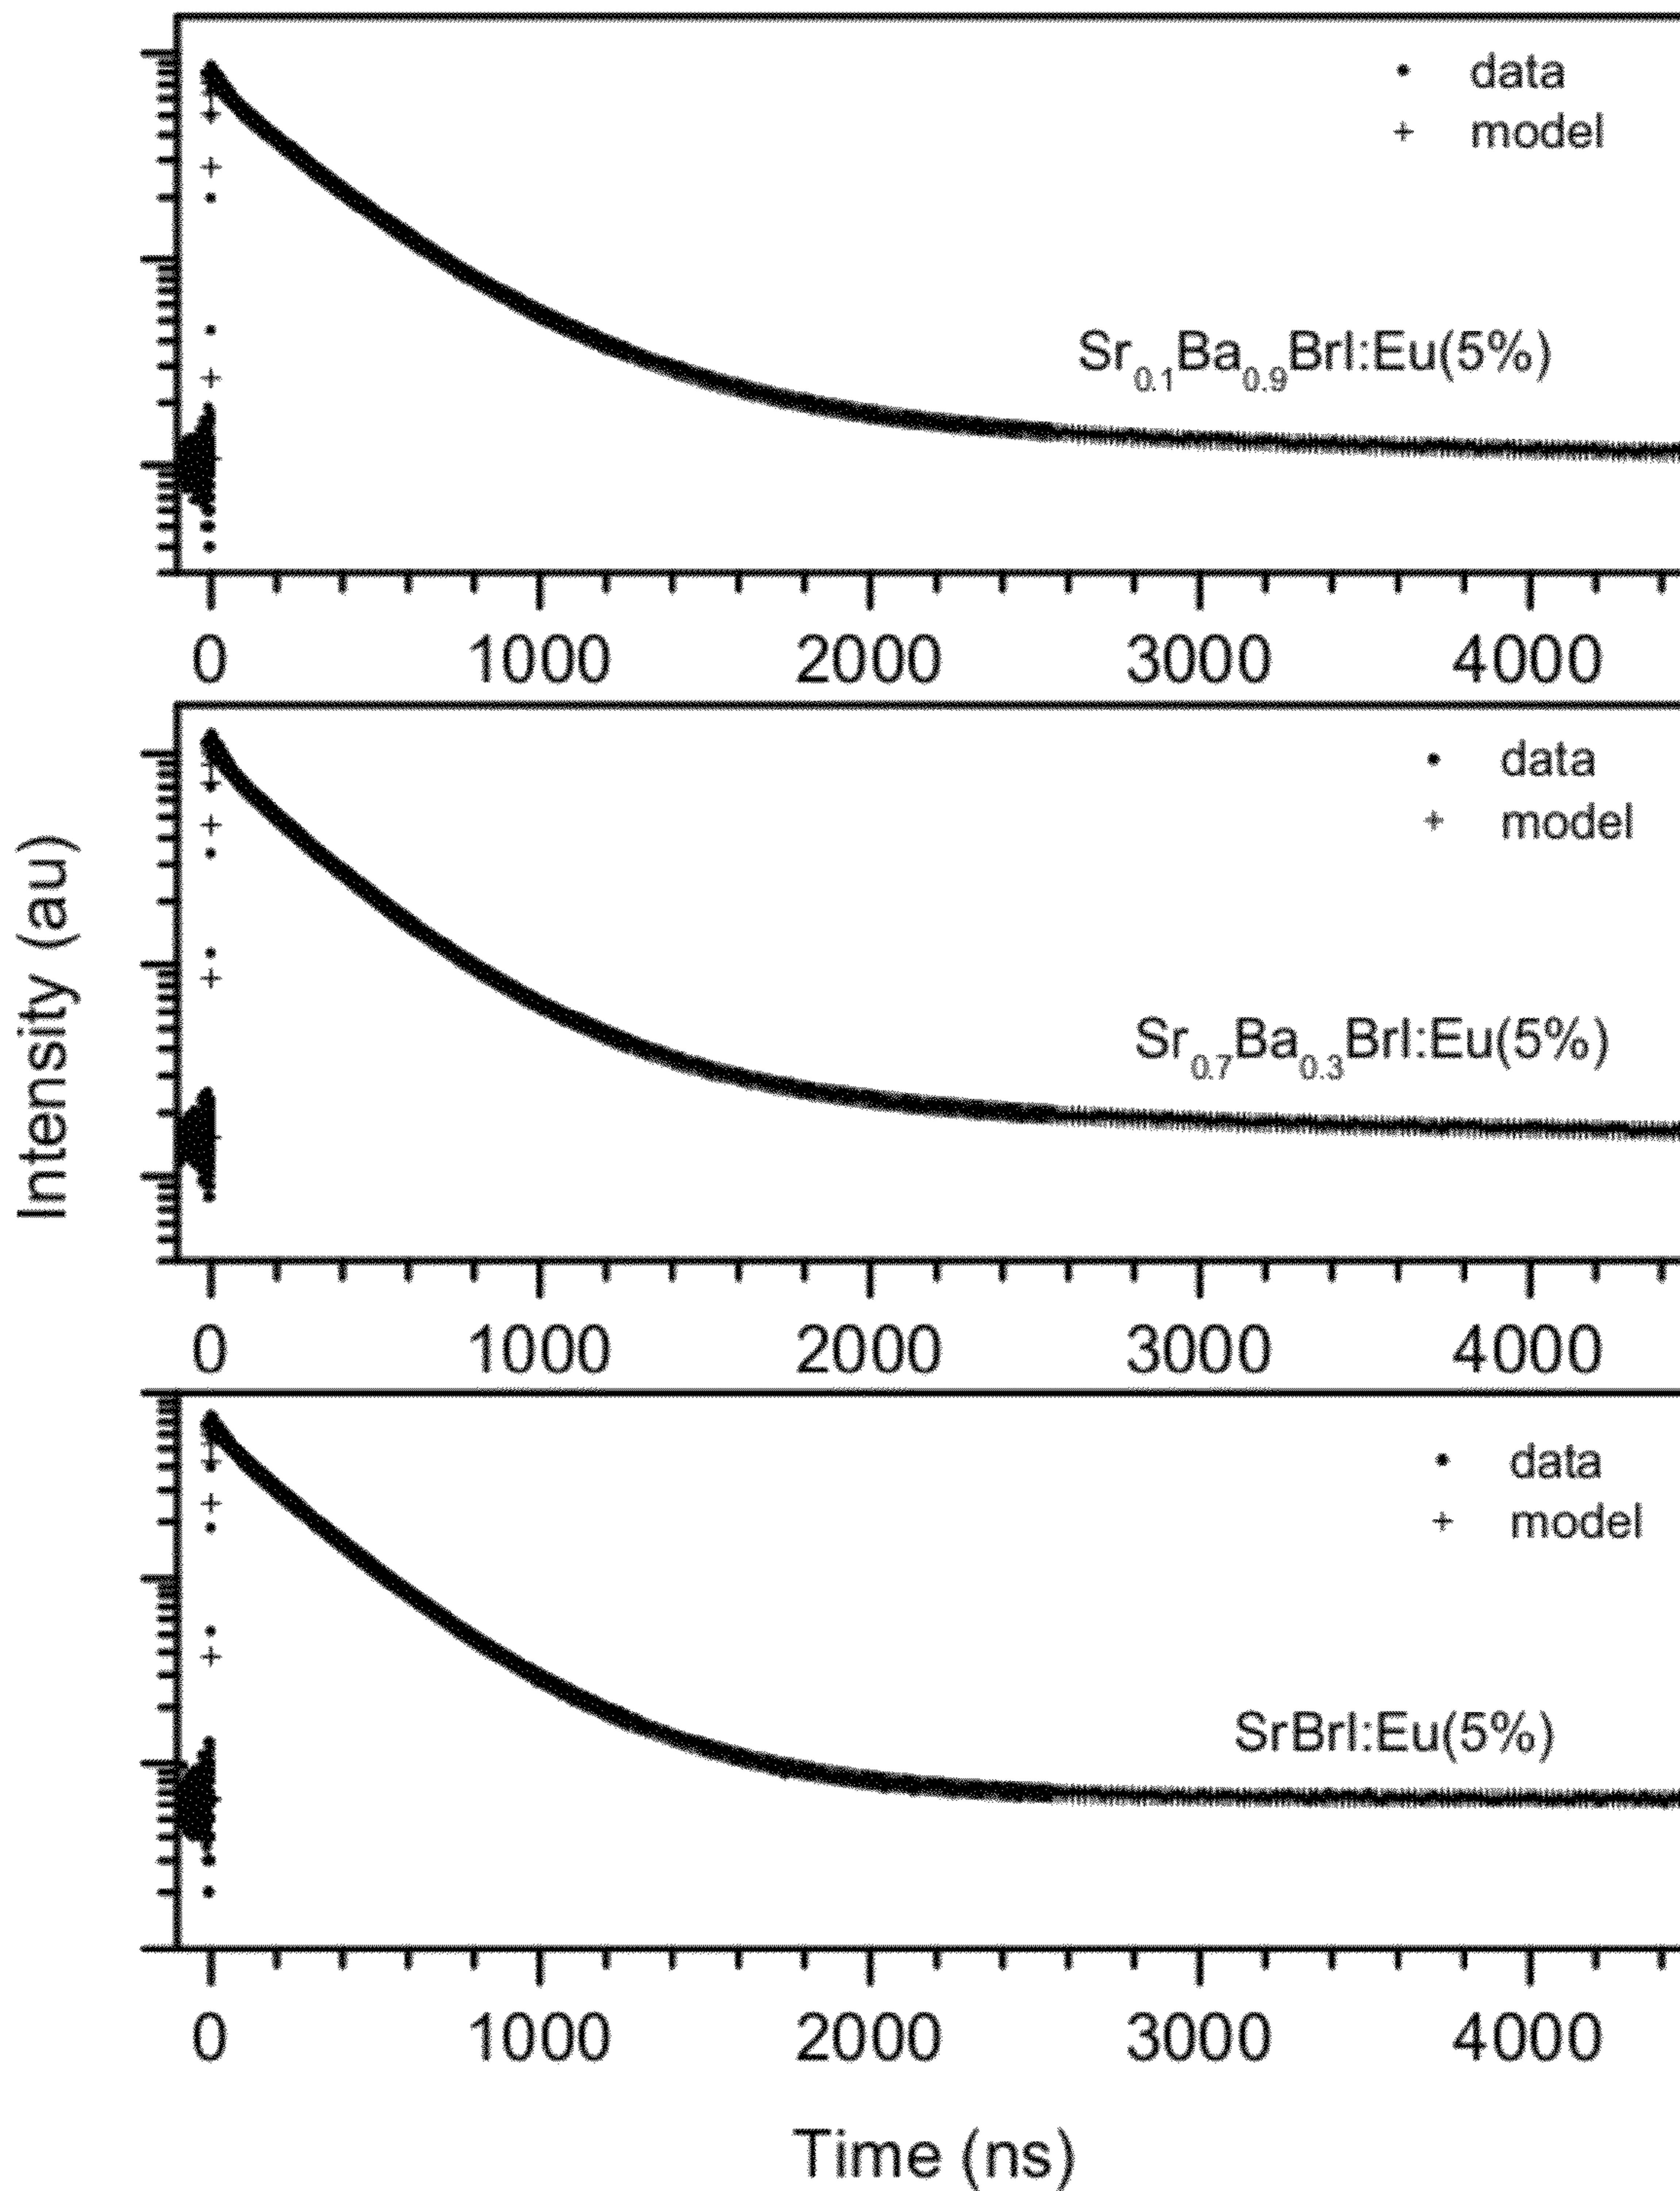 • data
+ model
Sr₀.₁Ba₀.₉BrI:Eu(5%)
0 1000 2000 3000 4000
• data
+ model
Intensity (au)
Sr₀.₇Ba₀.₃BrI:Eu(5%)
0 1000 2000 3000 4000
• data
+ model
SrBrI:Eu(5%)
0 1000 2000 3000 4000
Time (ns)